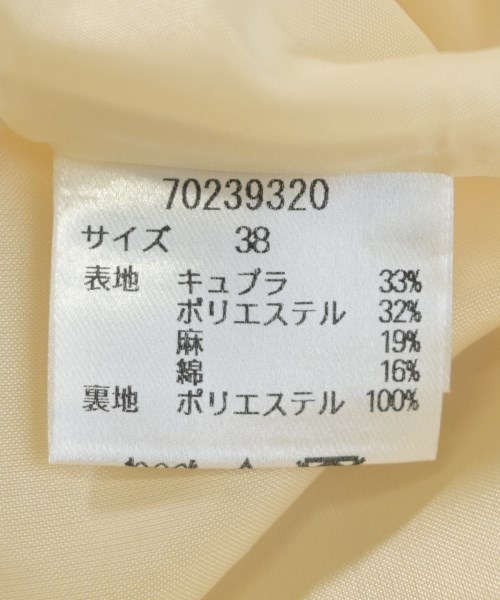 70239320
サイズ 38
表地 キュプラ 33%
ポリエステル 32%
麻 19%
綿 16%
裏地 ポリエステル 100%